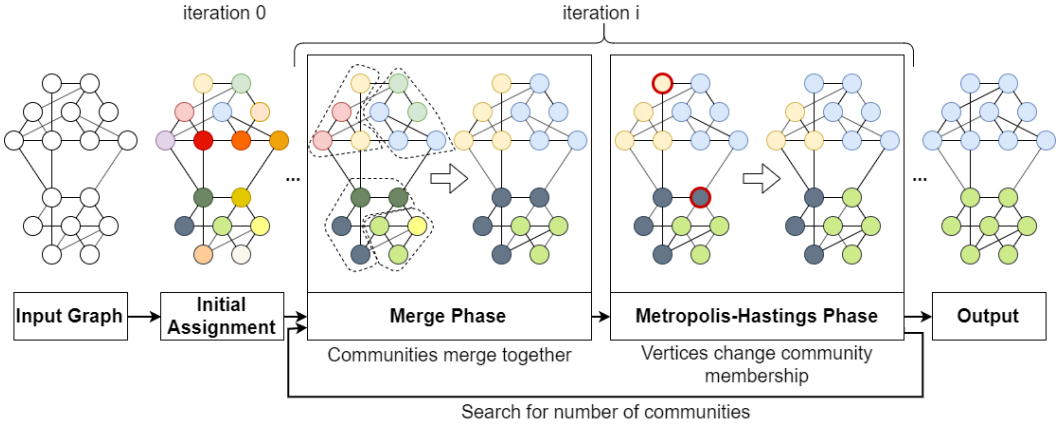 iteration 0
iteration i
...
...
Input Graph
Initial
Assignment
Merge Phase
Metropolis-Hastings Phase
Output
Communities merge together
Vertices change community
membership
Search for number of communities